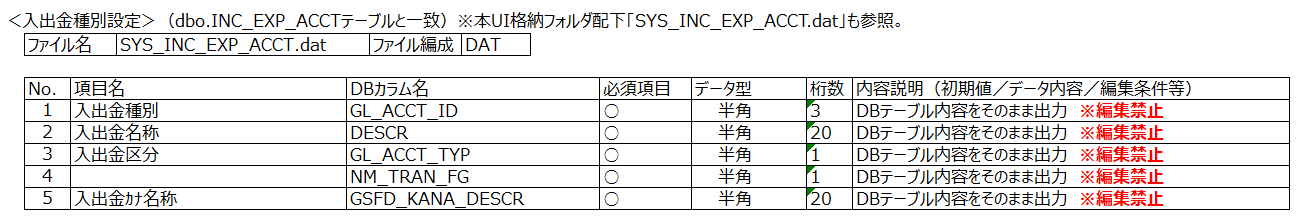 ＜入出金種別設定＞（dbo.INC_EXP_ACCTテーブルと一致）※本UI格納フォルダ配下「SYS_INC_EXP_ACCT.dat」も参照。
ファイル名 SYS_INC_EXP_ACCT.dat ファイル編成 DAT
No. 項目名 DBカラム名 必須項目 データ型 桁数 内容説明（初期値／データ内容／編集条件等）
1 入出金種別 GL_ACCT_ID ○ 半角 3 DBテーブル内容をそのまま出力 ※編集禁止
2 入出金名称 DESCR ○ 半角 20 DBテーブル内容をそのまま出力 ※編集禁止
3 入出金区分 GL_ACCT_TYP ○ 半角 1 DBテーブル内容をそのまま出力 ※編集禁止
4 NM_TRAN_FG ○ 半角 1 DBテーブル内容をそのまま出力 ※編集禁止
5 入出金ｶﾅ名称 GSFD_KANA_DESCR ○ 半角 20 DBテーブル内容をそのまま出力 ※編集禁止